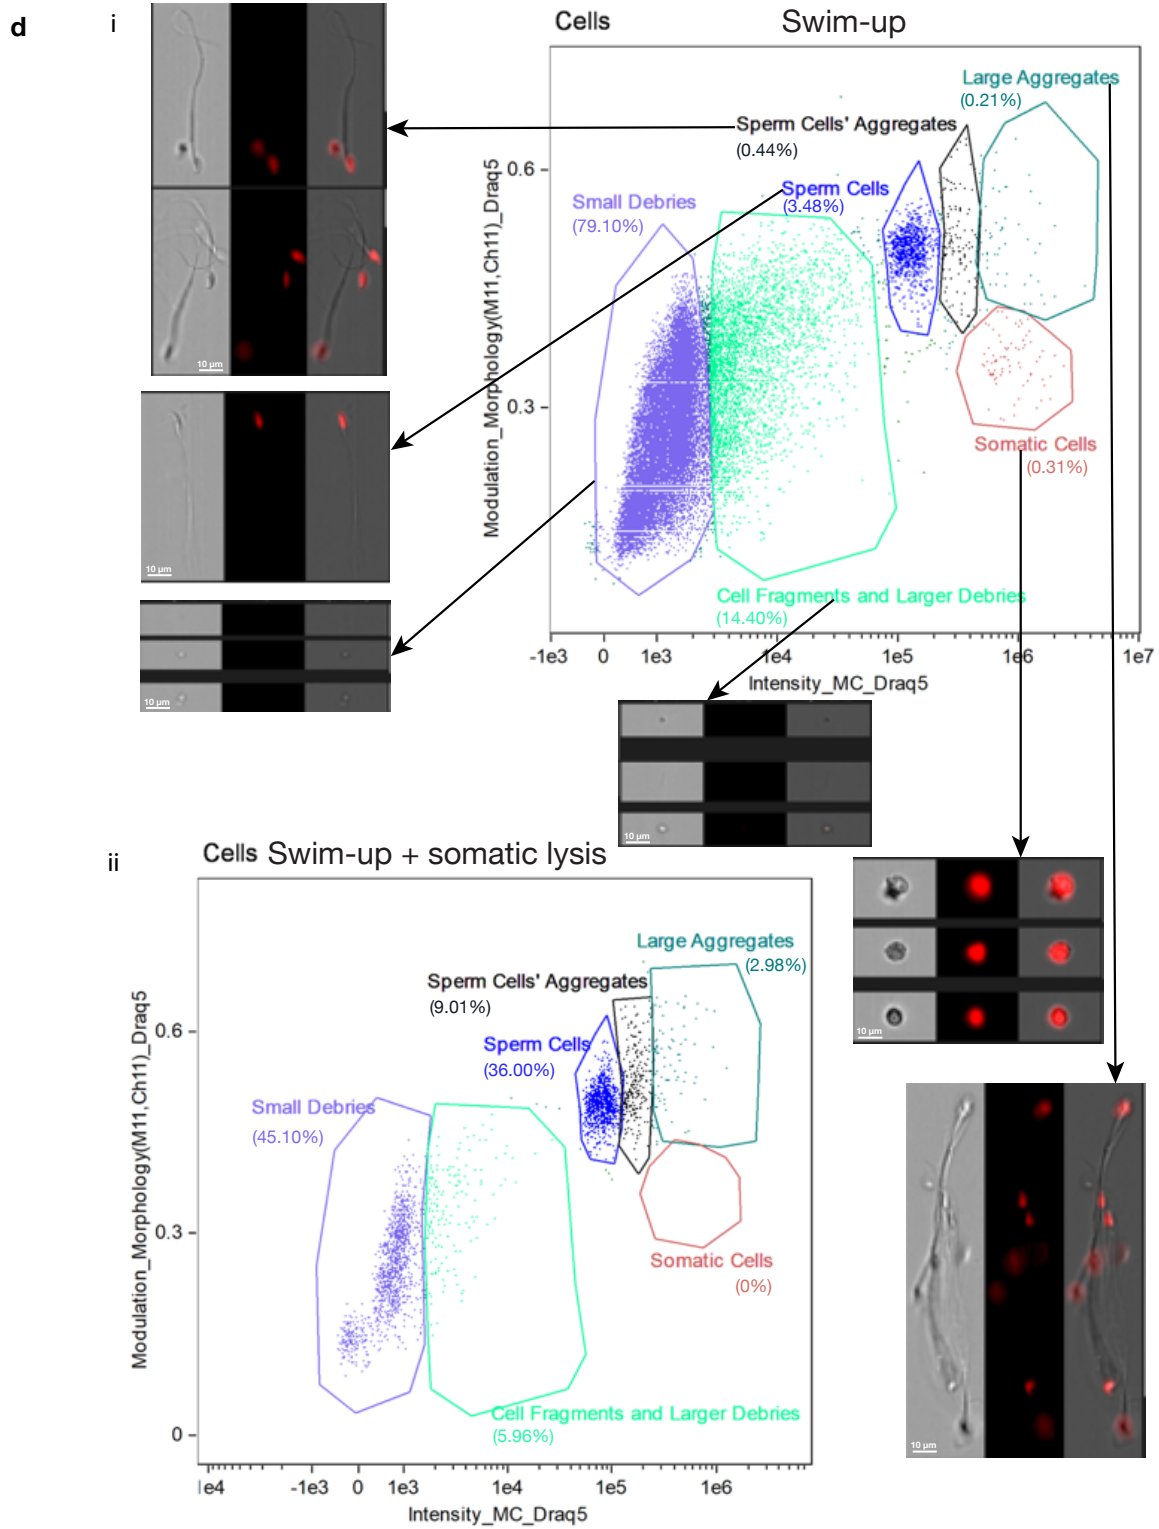 d
i
Cells
Swim-up
Large Aggregates
(0.21%)
Sperm Cells' Aggregates
(0.44%)
Sperm Cells
(3.48%)
Small Debries
(79.10%)
Somatic Cells
(0.31%)
Cell Fragments and Larger Debries
(14.40%)
Modulation_Morphology(M11,Ch11)_Draq5
0.6
0.3
-1e3 0 1e3 1e4 1e5 1e6 1e7
Intensity_MC_Draq5
10 µm
10 µm
10 µm
10 µm
10 µm
10 µm
ii
Cells Swim-up + somatic lysis
Large Aggregates
(2.98%)
Sperm Cells' Aggregates
(9.01%)
Sperm Cells
(36.00%)
Small Debries
(45.10%)
Somatic Cells
(0%)
Cell Fragments and Larger Debries
(5.96%)
Modulation_Morphology(M11,Ch11)_Draq5
0.6
0.3
0
e4 -1e3 0 1e3 1e4 1e5 1e6
Intensity_MC_Draq5